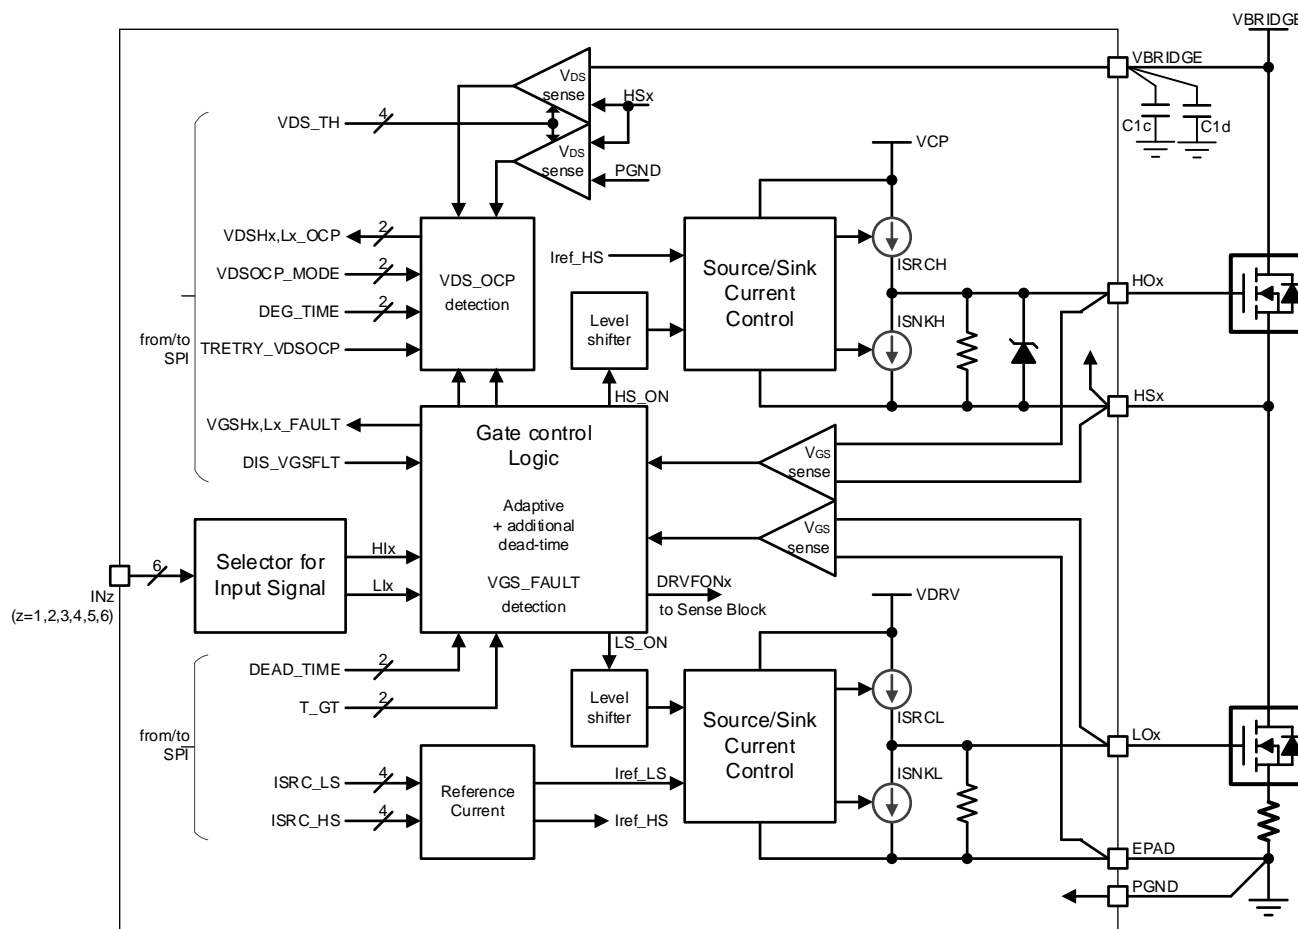 VBRIDGE
VBRIDGE
VDS
sense
HSx
VDS_TH
4
C1c
C1d
VDS
sense
PGND
VCP
VDSHx,Lx_OCP
2
VDSOCP_MODE
2
DEG_TIME
2
TRETRY_VDSOCP
from/to
SPI
VDS_OCP
detection
Iref_HS
Source/Sink
Current
Control
ISRCH
HOx
Level
shifter
ISNKH
HS_ON
HSx
VGSHx,Lx_FAULT
DIS_VGSFLT
Gate control
Logic
Adaptive
+ additional
dead-time
VGS_FAULT
detection
VGS
sense
VGS
sense
INz
(z=1,2,3,4,5,6)
6
Selector for
Input Signal
HIx
LIx
DRVFONx
to Sense Block
VDRV
LS_ON
DEAD_TIME
2
T_GT
2
from/to
SPI
Level
shifter
Source/Sink
Current
Control
ISRCL
LOx
ISNKL
ISRC_LS
4
ISRC_HS
4
Reference
Current
Iref_LS
Iref_HS
EPAD
PGND